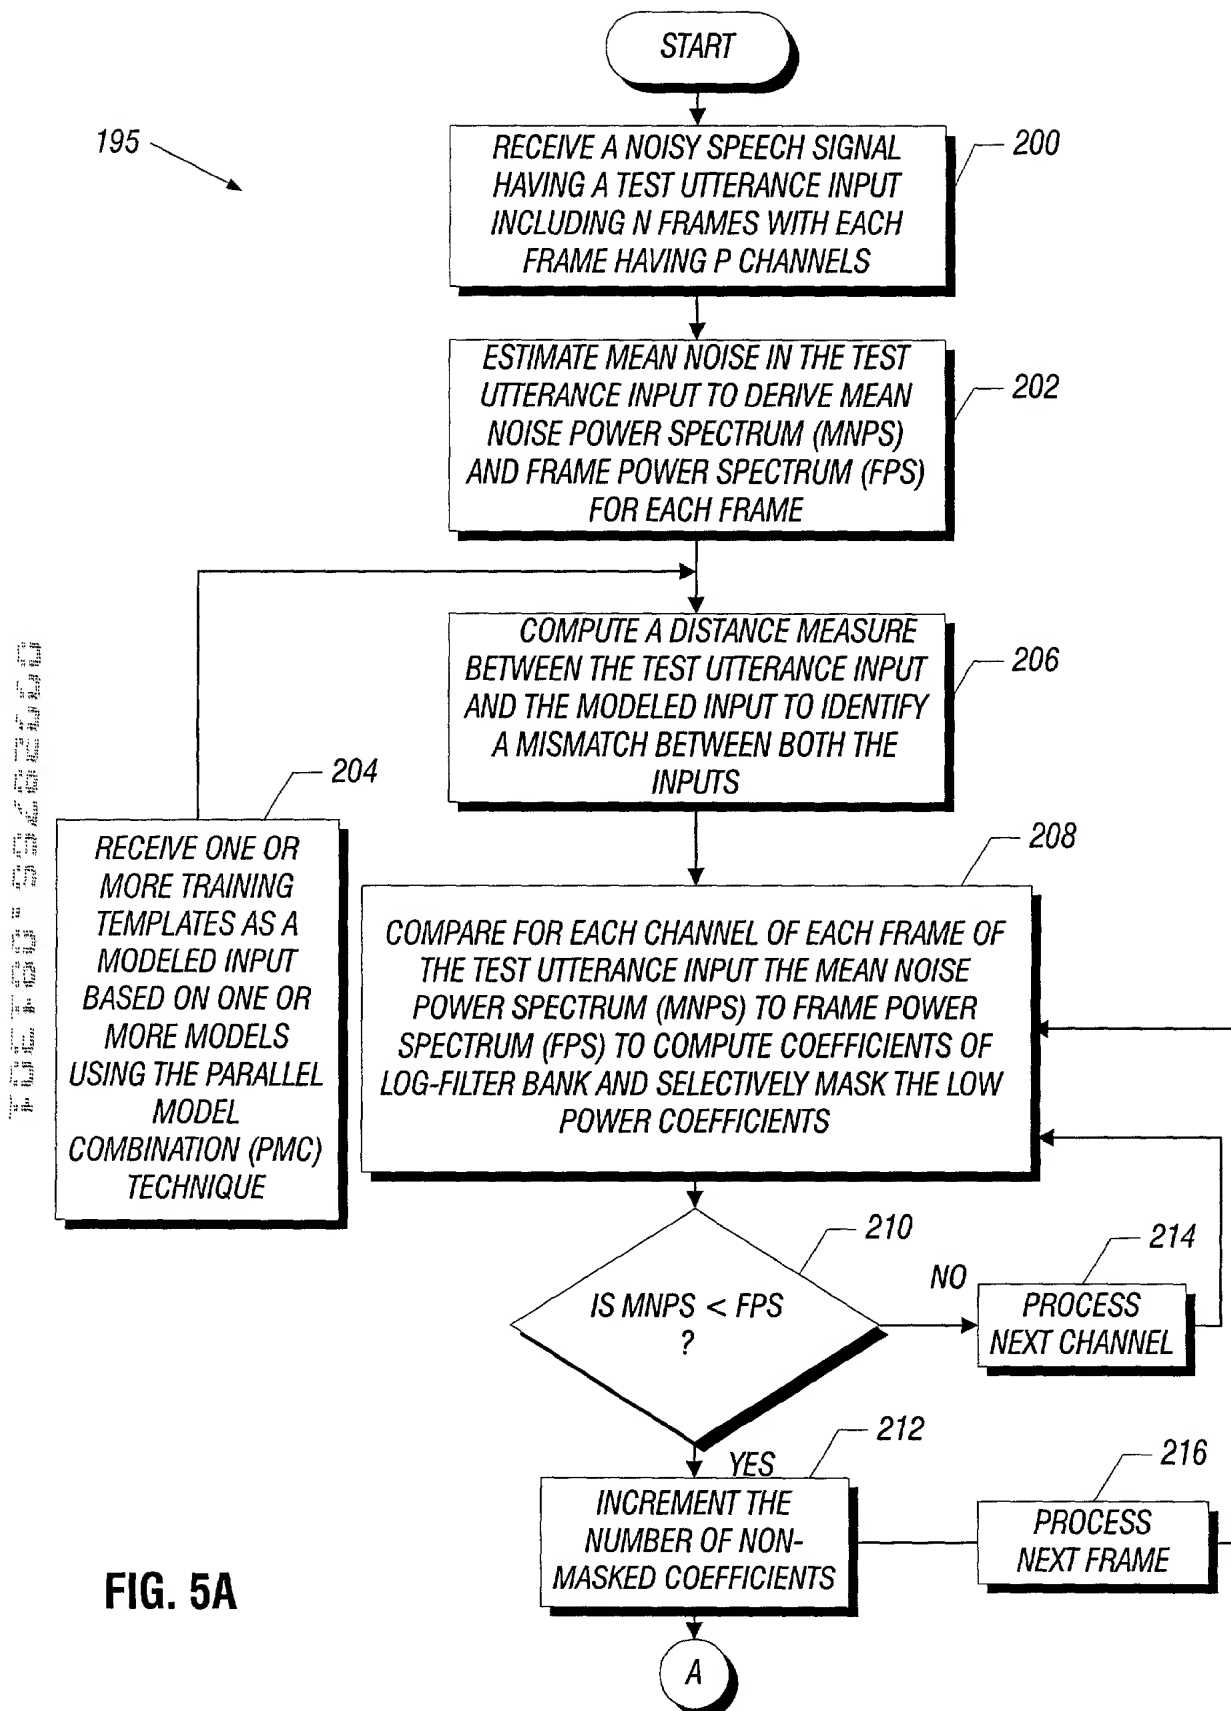 START
195
RECEIVE A NOISY SPEECH SIGNAL
HAVING A TEST UTTERANCE INPUT
INCLUDING N FRAMES WITH EACH
FRAME HAVING P CHANNELS
200
ESTIMATE MEAN NOISE IN THE TEST
UTTERANCE INPUT TO DERIVE MEAN
NOISE POWER SPECTRUM (MNPS)
AND FRAME POWER SPECTRUM (FPS)
FOR EACH FRAME
202
COMPUTE A DISTANCE MEASURE
BETWEEN THE TEST UTTERANCE INPUT
AND THE MODELED INPUT TO IDENTIFY
A MISMATCH BETWEEN BOTH THE
INPUTS
206
204
RECEIVE ONE OR
MORE TRAINING
TEMPLATES AS A
MODELED INPUT
BASED ON ONE OR
MORE MODELS
USING THE PARALLEL
MODEL
COMBINATION (PMC)
TECHNIQUE
208
COMPARE FOR EACH CHANNEL OF EACH FRAME OF
THE TEST UTTERANCE INPUT THE MEAN NOISE
POWER SPECTRUM (MNPS) TO FRAME POWER
SPECTRUM (FPS) TO COMPUTE COEFFICIENTS OF
LOG-FILTER BANK AND SELECTIVELY MASK THE LOW
POWER COEFFICIENTS
210
IS MNPS < FPS
?
NO
214
PROCESS
NEXT CHANNEL
YES
212
INCREMENT THE
NUMBER OF NON-
MASKED COEFFICIENTS
216
PROCESS
NEXT FRAME
A
FIG. 5A